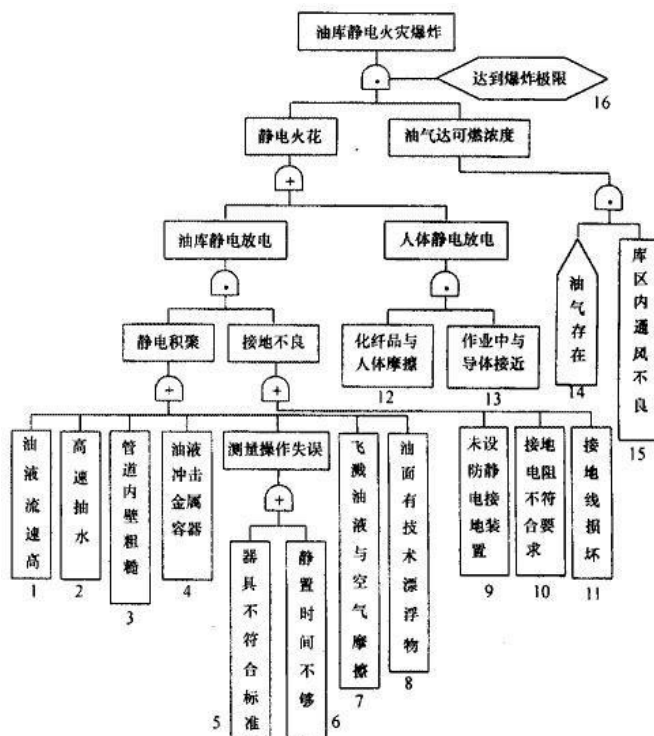 油库静电火灾爆炸
达到爆炸极限
16
静电火花
油气达可燃浓度
油库静电放电
人体静电放电
油气存在
14
库区内通风不良
15
静电积聚
接地不良
化纤品与
人体摩擦
12
作业中与
导体接近
13
油液流速高
1
高速抽水
2
管道内壁粗糙
3
油液
冲击
金属
容器
4
测量操作失误
器具不符合标准
5
静置时间不够
6
飞溅油液与空气摩擦
7
油面有技术漂浮物
8
未设
防静
电接
地装
置
9
接地
电阻
不符
合要
求
10
接地线损坏
11